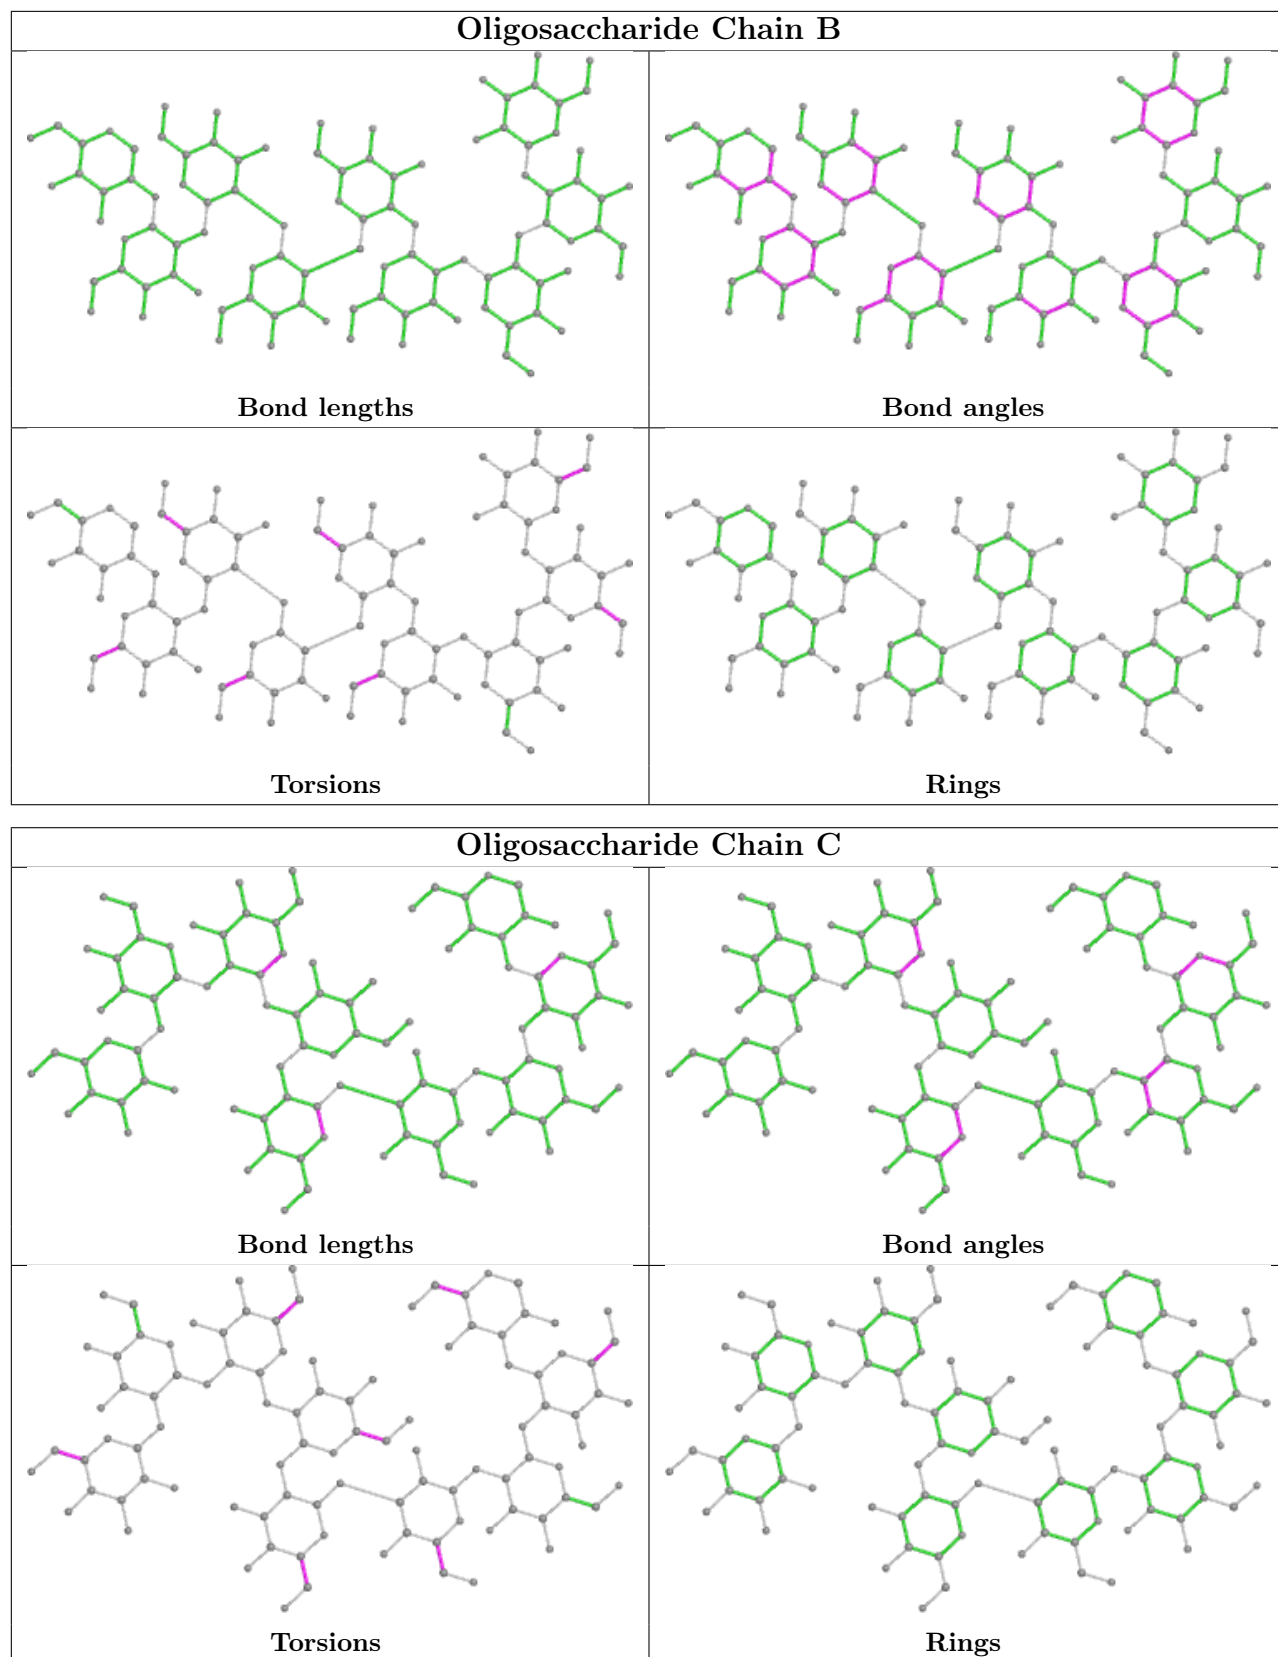 Oligosaccharide Chain B
Bond lengths
Bond angles
Torsions
Rings
Oligosaccharide Chain C
Bond lengths
Bond angles
Torsions
Rings